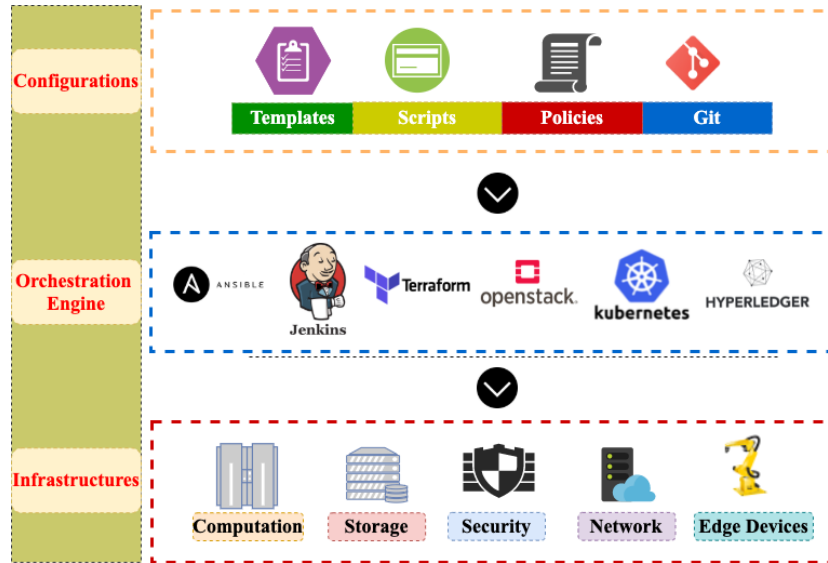 Configurations
Templates Scripts Policies Git
Orchestration
Engine
A ANSIBLE
Jenkins
Terraform
openstack.
kubernetes
HYPERLEDGER
Infrastructures
Computation Storage Security Network Edge Devices